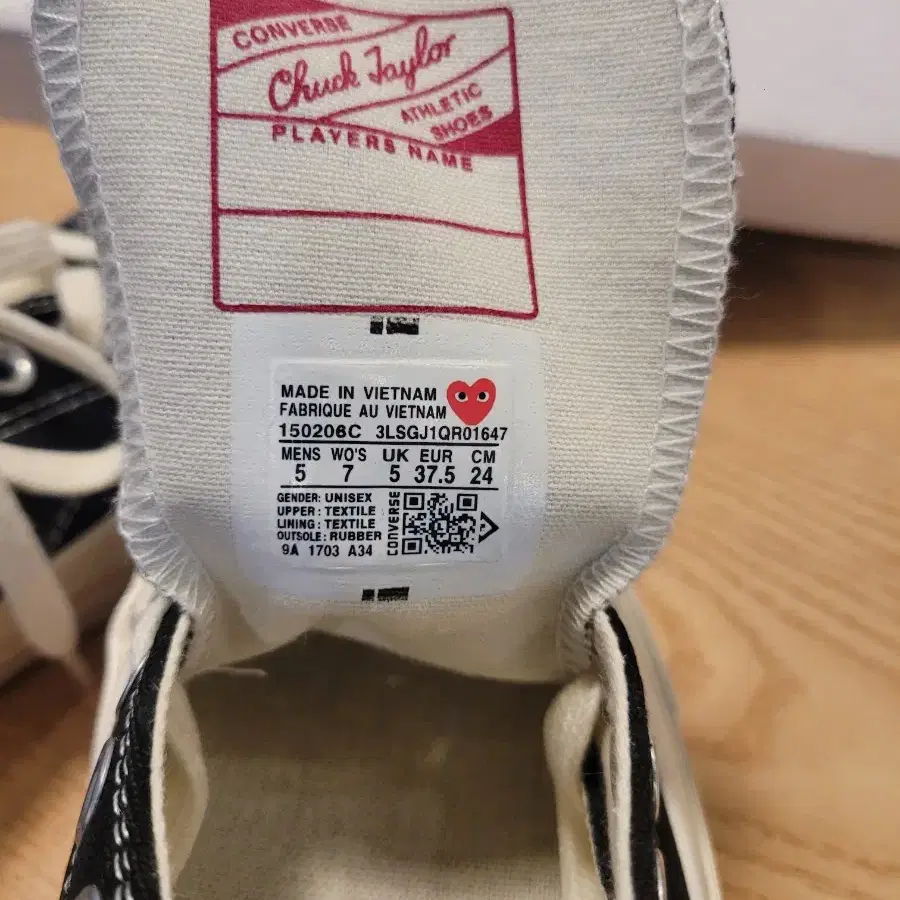 CONVERSE
Chuck Taylor
ATHLETIC
SHOES
PLAYERS NAME
MADE IN VIETNAM
FABRIQUE AU VIETNAM
150206C 3LSGJ1QR01647
MENS WO'S UK EUR CM
5 7 5 37.5 24
GENDER: UNISEX
UPPER: TEXTILE
LINING: TEXTILE
OUTSOLE: RUBBER
9A 1703 A34
CONVERSE